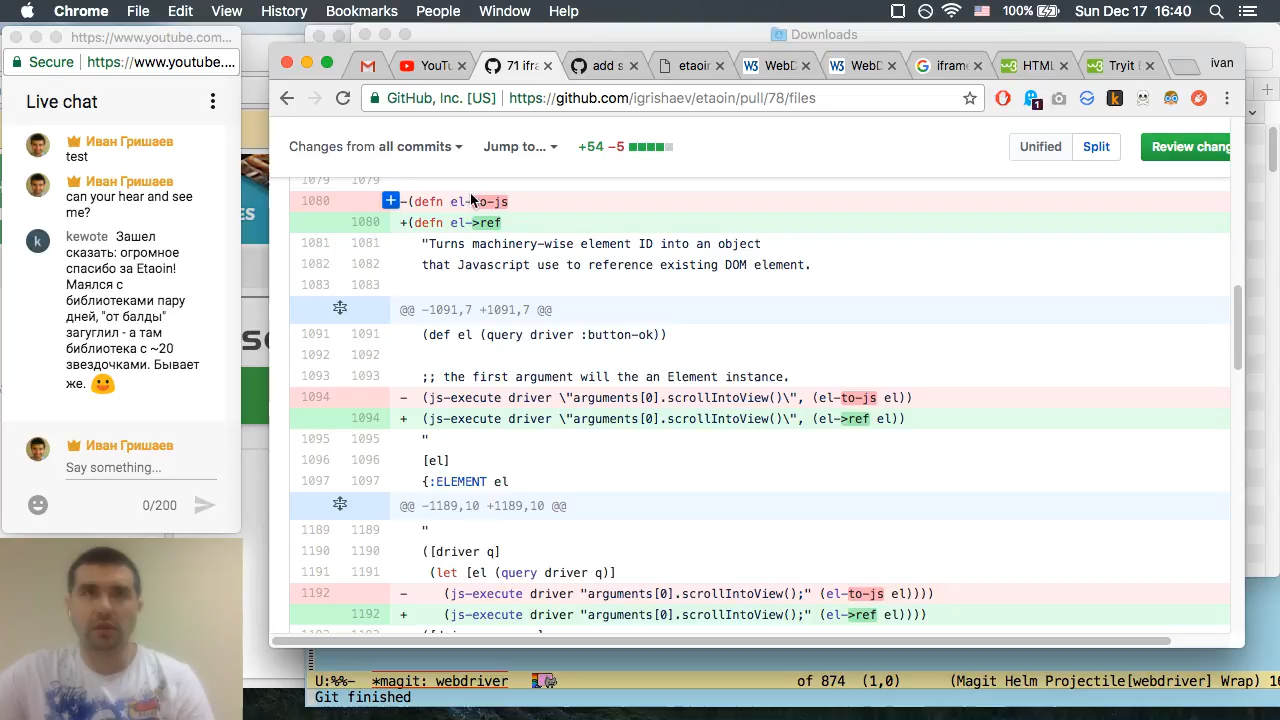 Chrome File Edit View History Bookmarks People Window Help 100% Sun Dec 17 16:40
https://www.youtube.com...
Downloads
Secure https://www.youtube....
YouTu 71 ifra add s etaoin WebD WebD iframe HTML Tryit E ivan
GitHub, Inc. [US] https://github.com/igrishaev/etaoin/pull/78/files
1
Live chat
Иван Гришаев
test
Иван Гришаев
can your hear and see
me?
kewote Зашел
сказать: огромное
спасибо за Etaoin!
Маялся с
библиотеками пару
дней, "от балды"
загуглил - а там
библиотека с ~20
звездочками. Бывает
же.
Иван Гришаев
Say something...
0/200
Changes from all commits Jump to... +54 −5 Unified Split Review chang
1079 1079
1080 -(defn el-to-js
1080 +(defn el->ref
1081 1081 "Turns machinery-wise element ID into an object
1082 1082 that Javascript use to reference existing DOM element.
1083 1083
@@ -1091,7 +1091,7 @@
1091 1091 (def el (query driver :button-ok))
1092 1092
1093 1093 ;; the first argument will the an Element instance.
1094 - (js-execute driver \"arguments[0].scrollIntoView()\", (el-to-js el))
1094 + (js-execute driver \"arguments[0].scrollIntoView()\", (el->ref el))
1095 1095 "
1096 1096 [el]
1097 1097 {:ELEMENT el
@@ -1189,10 +1189,10 @@
1189 1189 "
1190 1190 ([driver q]
1191 1191 (let [el (query driver q)]
1192 - (js-execute driver "arguments[0].scrollIntoView();" (el-to-js el))))
1192 + (js-execute driver "arguments[0].scrollIntoView();" (el->ref el))))
U:%%- *magit: webdriver of 874 (1,0) (Magit Helm Projectile[webdriver] Wrap) 16
Git finished